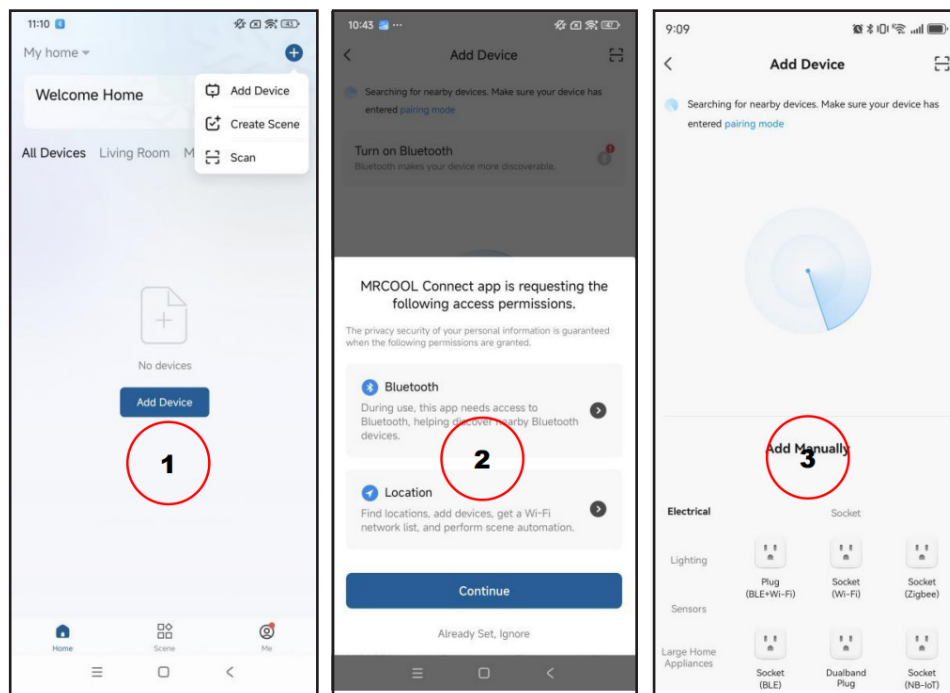 11:10
43
My home
Welcome Home
Add Device
Create Scene
Scan
All Devices Living Room M
No devices
Add Device
1
Home Scene Me
10:43 ...
42
Add Device
Searching for nearby devices. Make sure your device has
entered pairing mode
Turn on Bluetooth
Bluetooth makes your device more discoverable.
MRCOOL Connect app is requesting the
following access permissions.
The privacy security of your personal information is guaranteed
when the following permissions are granted.
Bluetooth
During use, this app needs access to
Bluetooth, helping discover nearby Bluetooth
devices.
2
Location
Find locations, add devices, get a Wi-Fi
network list, and perform scene automation.
Continue
Already Set, Ignore
9:09
Add Device
Searching for nearby devices. Make sure your device has
entered pairing mode
Add Manually
3
Electrical
Lighting
Sensors
Large Home
Appliances
Socket
Plug
(BLE+Wi-Fi)
Socket
(Wi-Fi)
Socket
(Zigbee)
Socket
(BLE)
Dualband
Plug
Socket
(NB-IoT)